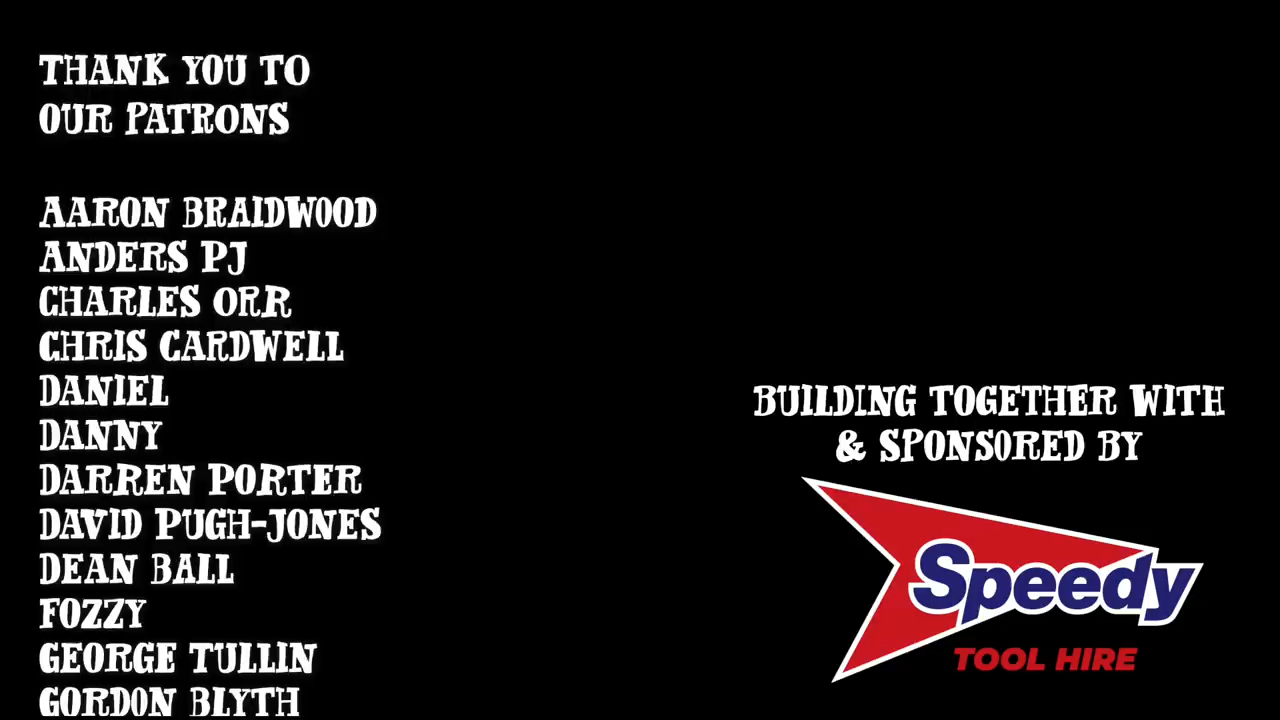 THANK YOU TO
OUR PATRONS
AARON BRAIDWOOD
ANDERS PJ
CHARLES ORR
CHRIS CARDWELL
DANIEL
DANNY
DARREN PORTER
DAVID PUGH-JONES
DEAN BALL
FOZZY
GEORGE TULLIN
GORDON BLYTH
BUILDING TOGETHER WITH
& SPONSORED BY
Speedy
TOOL HIRE